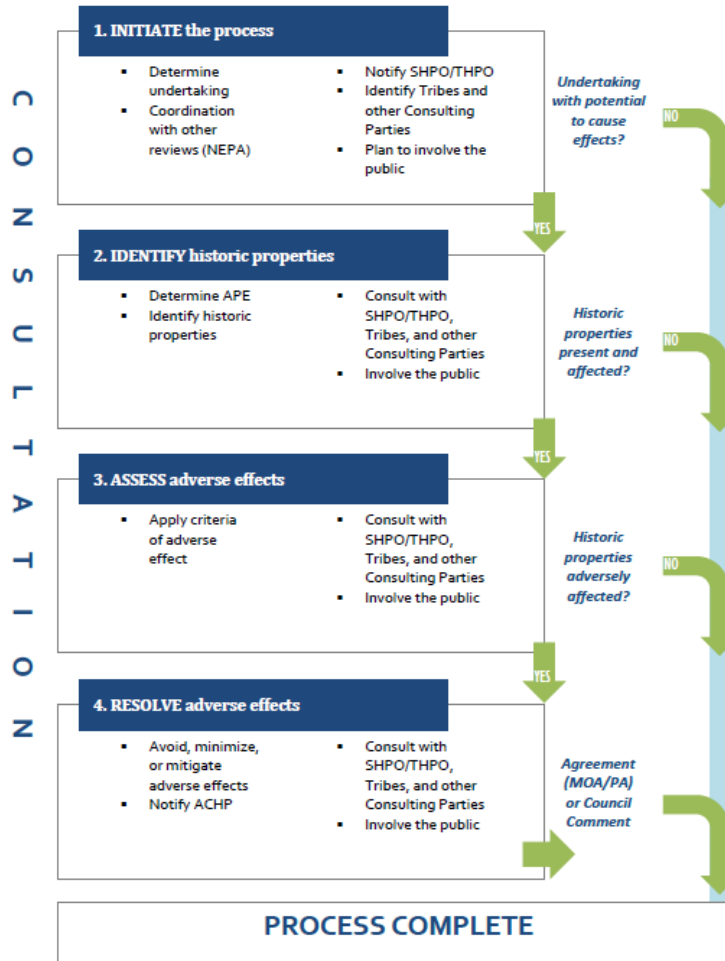 CONSULTATION
1. INITIATE the process
▪ Determine
undertaking
▪ Coordination
with other
reviews (NEPA)
▪ Notify SHPO/THPO
▪ Identify Tribes and
other Consulting
Parties
▪ Plan to involve the
public
Undertaking
with potential
to cause
effects?
NO
YES
2. IDENTIFY historic properties
▪ Determine APE
▪ Identify historic
properties
▪ Consult with
SHPO/THPO,
Tribes, and other
Consulting Parties
▪ Involve the public
Historic
properties
present and
affected?
NO
YES
3. ASSESS adverse effects
▪ Apply criteria
of adverse
effect
▪ Consult with
SHPO/THPO,
Tribes, and other
Consulting Parties
▪ Involve the public
Historic
properties
adversely
affected?
NO
YES
4. RESOLVE adverse effects
▪ Avoid, minimize,
or mitigate
adverse effects
▪ Notify ACHP
▪ Consult with
SHPO/THPO,
Tribes, and other
Consulting Parties
▪ Involve the public
Agreement
(MOA/PA)
or Council
Comment
PROCESS COMPLETE